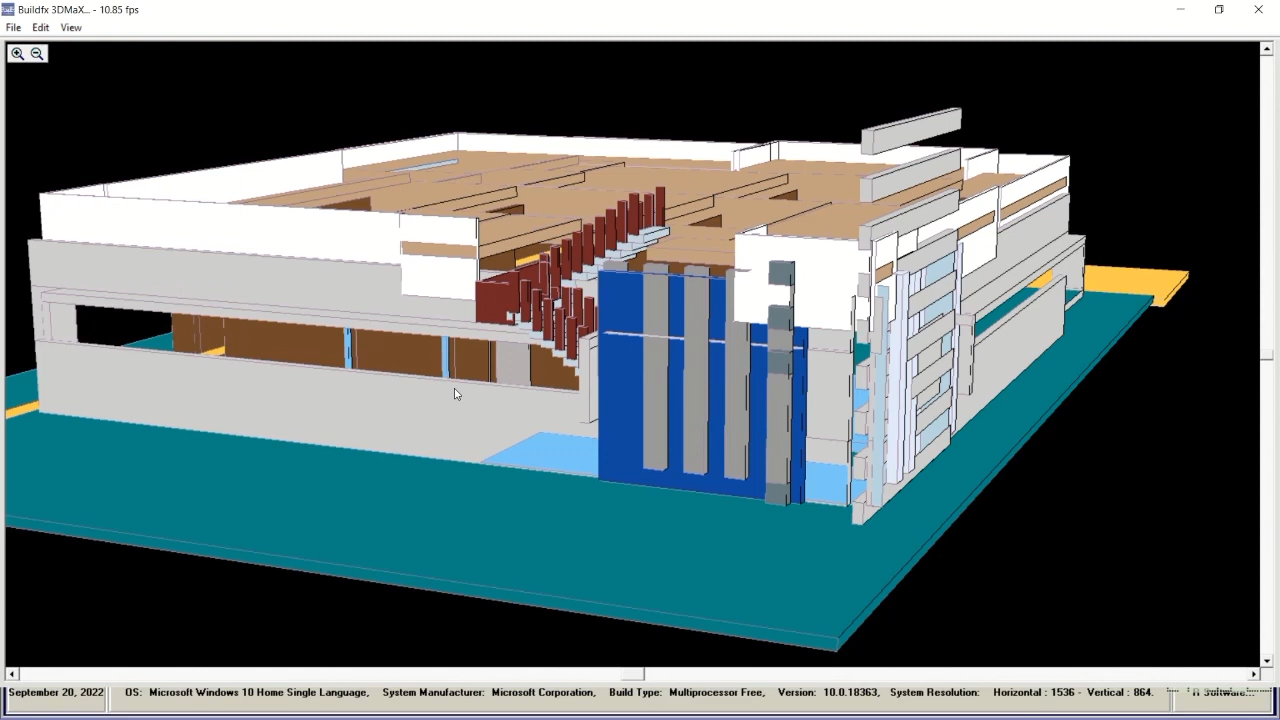 Buildfx 3DMaX... - 10.85 fps
File Edit View
September 20, 2022 OS: Microsoft Windows 10 Home Single Language, System Manufacturer: Microsoft Corporation, Build Type: Multiprocessor Free, Version: 10.0.18363, System Resolution: Horizontal : 1536 - Vertical : 864. Software...